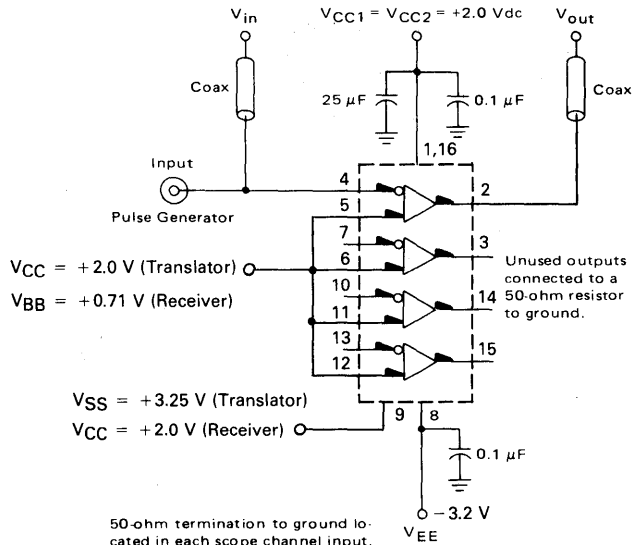 Vin
VCC1 = VCC2 = +2.0 Vdc
Vout
Coax
25 μF
0.1 μF
Coax
1,16
Input
4
2
Pulse Generator
5
7
3
VCC = +2.0 V (Translator)
6
Unused outputs
connected to a
50-ohm resistor
to ground.
VBB = +0.71 V (Receiver)
10
14
11
13
15
12
VSS = +3.25 V (Translator)
9
8
VCC = +2.0 V (Receiver)
0.1 μF
−3.2 V
VEE
50-ohm termination to ground lo-
cated in each scope channel input.